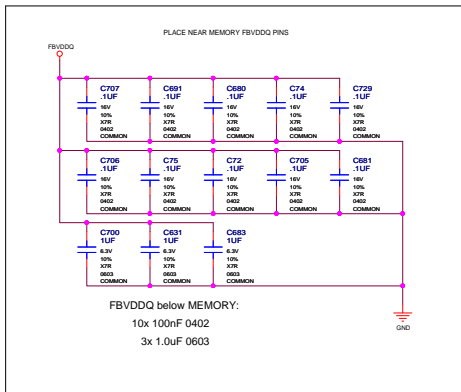 PLACE NEAR MEMORY FBVDDQ PINS
FBVDDQ
C707 C691 C680 C74 C729
.1UF .1UF .1UF .1UF .1UF
16V 16V 16V 16V 16V
10% 10% 10% 10% 10%
X7R X7R X7R X7R X7R
0402 0402 0402 0402 0402
COMMON COMMON COMMON COMMON COMMON
C706 C75 C72 C705 C681
.1UF .1UF .1UF .1UF .1UF
16V 16V 16V 16V 16V
10% 10% 10% 10% 10%
X7R X7R X7R X7R X7R
0402 0402 0402 0402 0402
COMMON COMMON COMMON COMMON COMMON
C700 C631 C683
1UF 1UF 1UF
6.3V 6.3V 6.3V
10% 10% 10%
X7R X7R X7R
0603 0603 0603
COMMON COMMON COMMON
FBVDDQ below MEMORY:
10x 100nF 0402
3x 1.0uF 0603
GND